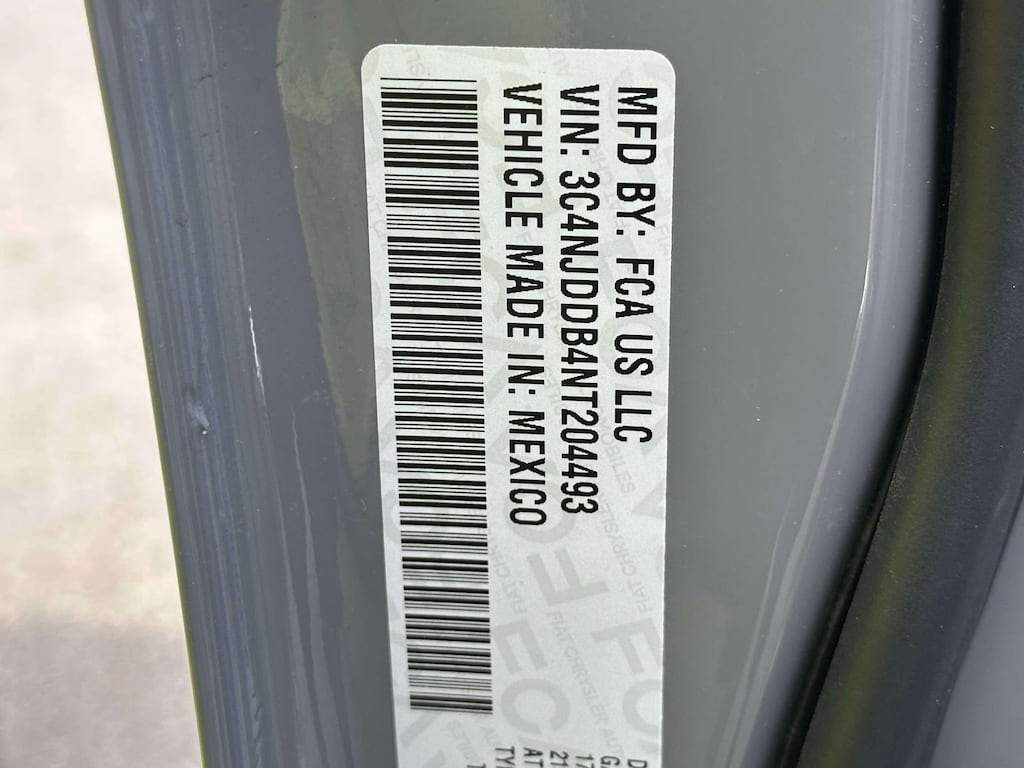 MFD BY: FCA US LLC
VIN: 3C4NJDDB4NT204493
VEHICLE MADE IN: MEXICO